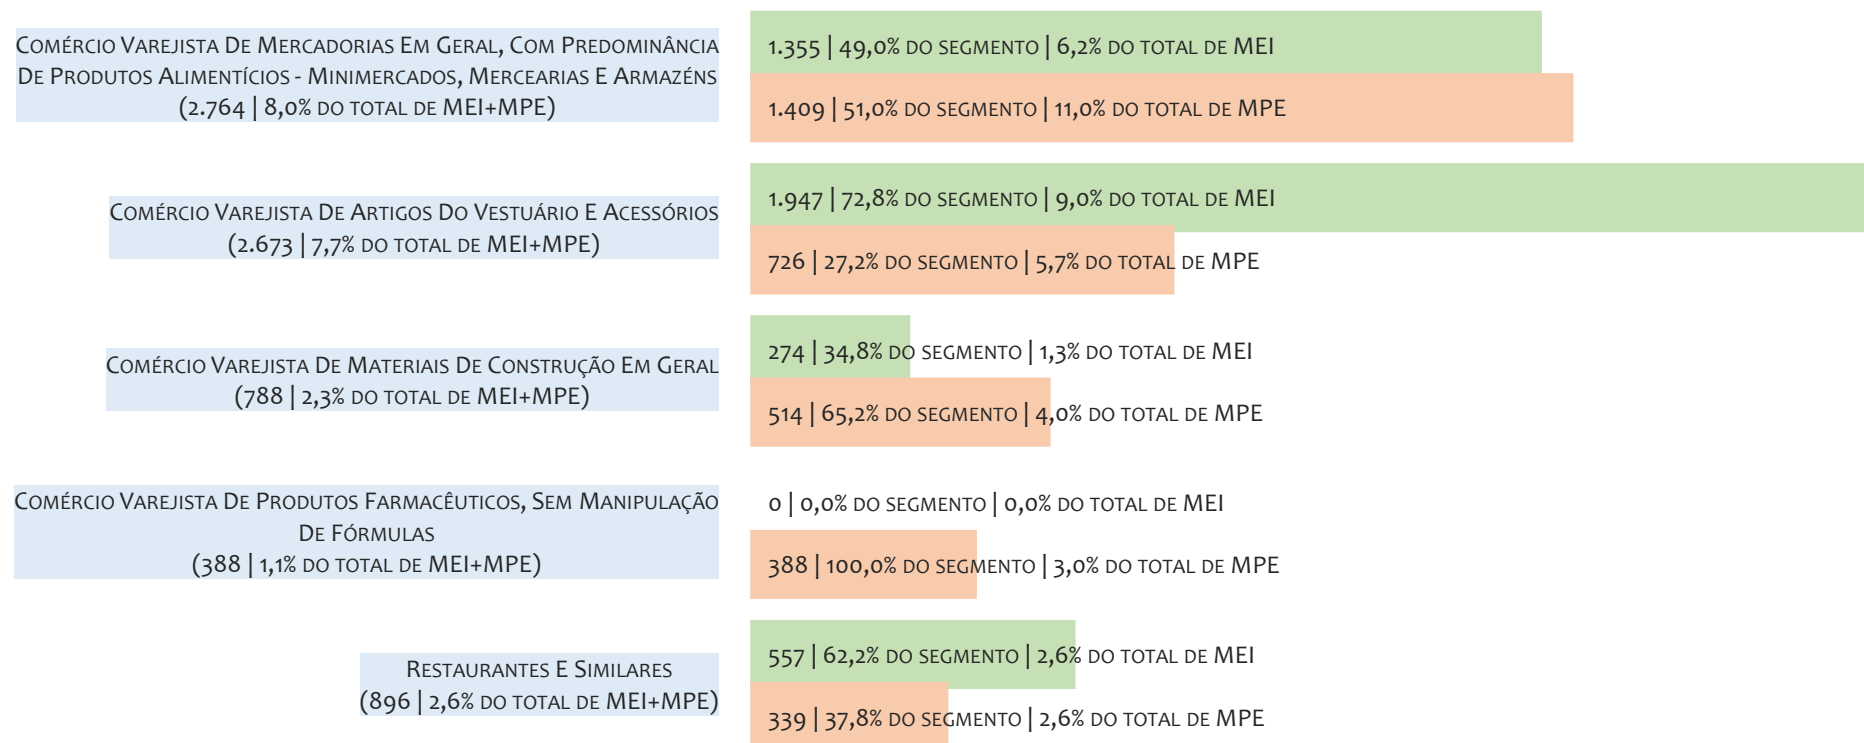 Comércio Varejista De Mercadorias Em Geral, Com Predominância
De Produtos Alimentícios - Minimercados, Mercearias E Armazéns
(2.764 | 8,0% do total de MEI+MPE)
1.355 | 49,0% do segmento | 6,2% do total de MEI
1.409 | 51,0% do segmento | 11,0% do total de MPE
Comércio Varejista De Artigos Do Vestuário E Acessórios
(2.673 | 7,7% do total de MEI+MPE)
1.947 | 72,8% do segmento | 9,0% do total de MEI
726 | 27,2% do segmento | 5,7% do total de MPE
Comércio Varejista De Materiais De Construção Em Geral
(788 | 2,3% do total de MEI+MPE)
274 | 34,8% do segmento | 1,3% do total de MEI
514 | 65,2% do segmento | 4,0% do total de MPE
Comércio Varejista De Produtos Farmacêuticos, Sem Manipulação
De Fórmulas
(388 | 1,1% do total de MEI+MPE)
0 | 0,0% do segmento | 0,0% do total de MEI
388 | 100,0% do segmento | 3,0% do total de MPE
Restaurantes E Similares
(896 | 2,6% do total de MEI+MPE)
557 | 62,2% do segmento | 2,6% do total de MEI
339 | 37,8% do segmento | 2,6% do total de MPE